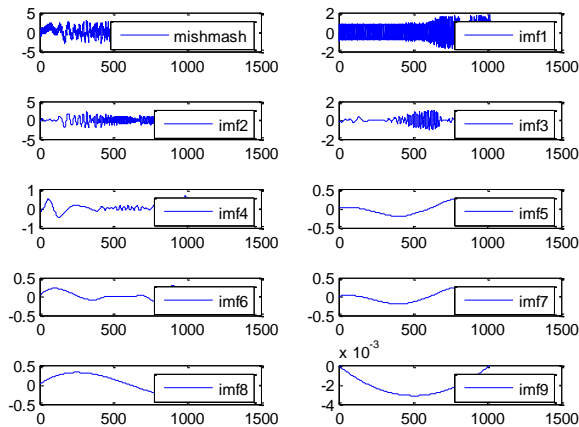 5 mishmash 2 imf1
0 0
-5 -2
0 500 1000 1500 0 500 1000 1500
5 imf2 2 imf3
0 0
-5 -2
0 500 1000 1500 0 500 1000 1500
1 imf4 0.5 imf5
0 0
-1 -0.5
0 500 1000 1500 0 500 1000 1500
0.5 imf6 0.5 imf7
0 0
-0.5 -0.5
0 500 1000 1500 0 500 1000 1500
x 10-3
0.5 imf8 0 imf9
0 -2
-0.5 -4
0 500 1000 1500 0 500 1000 1500